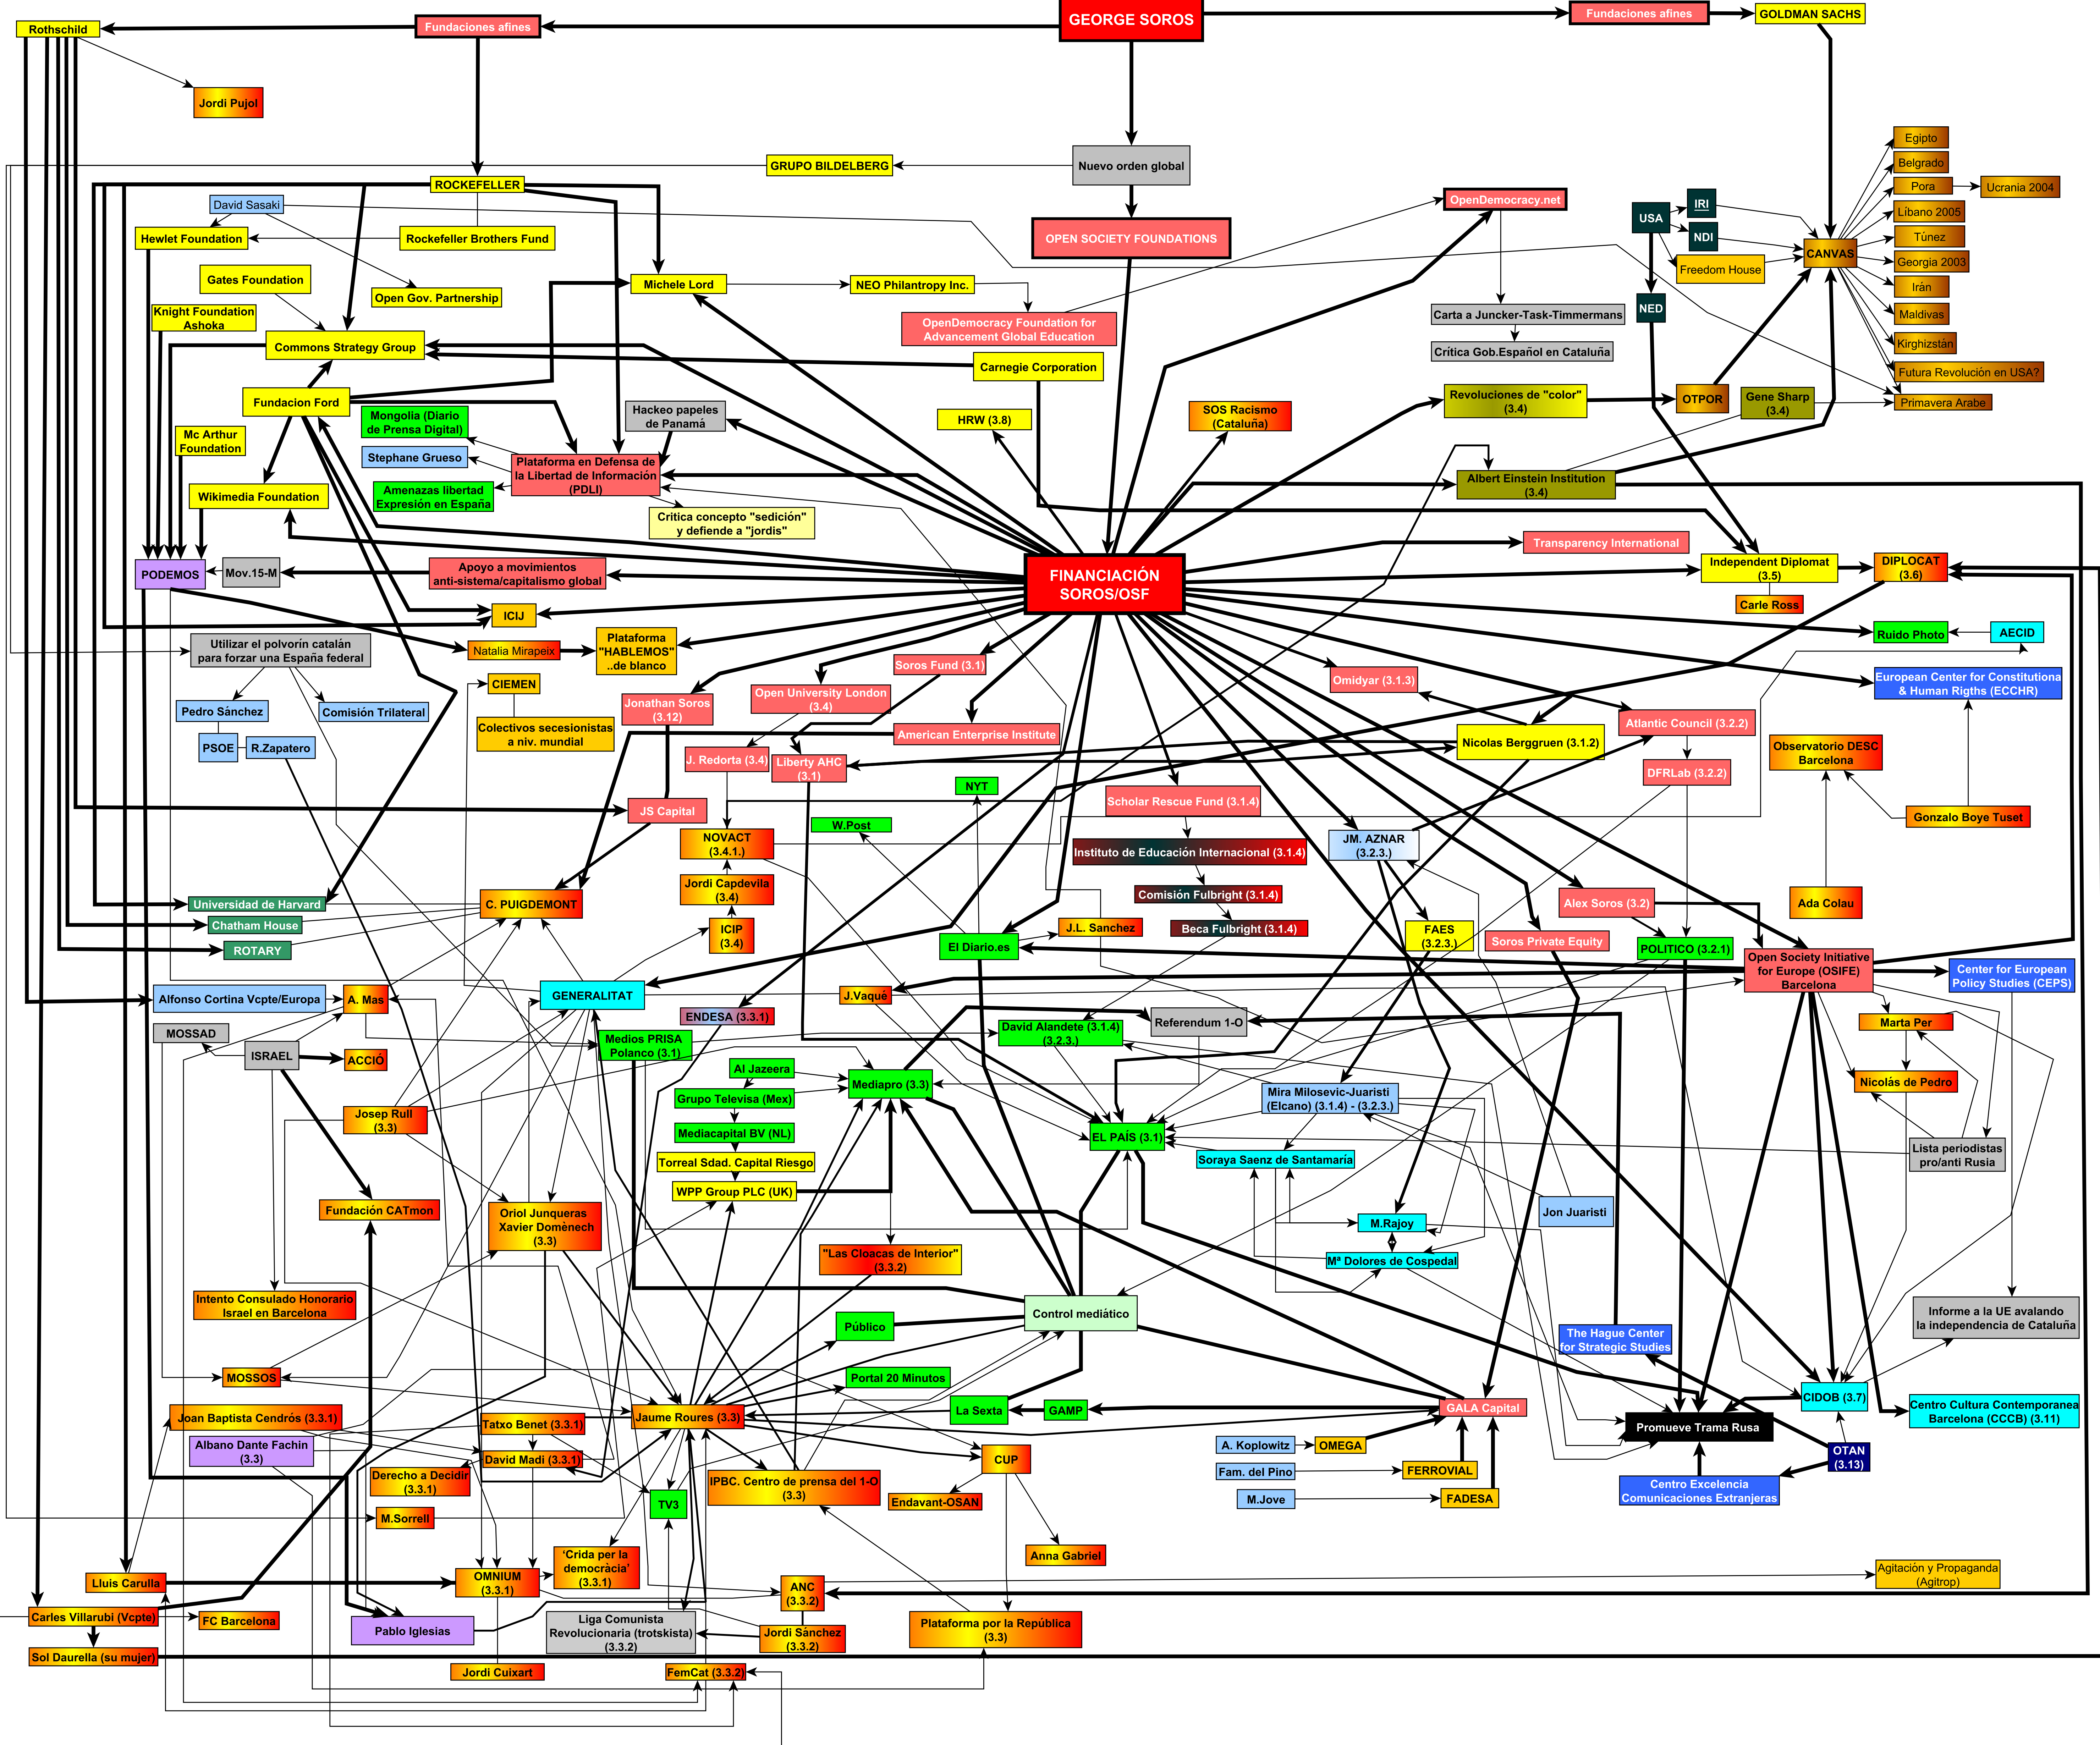 GEORGE SOROS
Fundaciones afines
GOLDMAN SACHS
Fundaciones afines
Rothschild
Jordi Pujol
Nuevo orden global
GRUPO BILDELBERG
ROCKEFELLER
OPEN SOCIETY FOUNDATIONS
OpenDemocracy.net
USA
IRI
NDI
Freedom House
NED
CANVAS
Egipto
Belgrado
Pora
Ucrania 2004
Líbano 2005
Túnez
Georgia 2003
Irán
Maldivas
Kirghizstán
Futura Revolución en USA?
Primavera Arabe
David Sasaki
Hewlet Foundation
Rockefeller Brothers Fund
Gates Foundation
Open Gov. Partnership
Michele Lord
NEO Philantropy Inc.
Knight Foundation
Ashoka
OpenDemocracy Foundation for
Advancement Global Education
Carta a Juncker-Task-Timmermans
Crítica Gob.Español en Cataluña
Commons Strategy Group
Carnegie Corporation
Fundacion Ford
Mongolia (Diario
de Prensa Digital)
Hackeo papeles
de Panamá
HRW (3.8)
SOS Racismo
(Cataluña)
Revoluciones de "color"
(3.4)
OTPOR
Gene Sharp
(3.4)
Mc Arthur
Foundation
Stephane Grueso
Plataforma en Defensa de
la Libertad de Información
(PDLI)
Wikimedia Foundation
Amenazas libertad
Expresión en España
Critica concepto "sedición"
y defiende a "jordis"
Albert Einstein Institution
(3.4)
Transparency International
PODEMOS
Mov.15-M
Apoyo a movimientos
anti-sistema/capitalismo global
FINANCIACIÓN
SOROS/OSF
Independent Diplomat
(3.5)
DIPLOCAT
(3.6)
Carle Ross
ICIJ
Utilizar el polvorín catalán
para forzar una España federal
Natalia Mirapeix
Plataforma
"HABLEMOS"
..de blanco
Ruido Photo
AECID
Soros Fund (3.1)
Omidyar (3.1.3)
European Center for Constitutiona
& Human Rigths (ECCHR)
CIEMEN
Pedro Sánchez
Comisión Trilateral
PSOE
R.Zapatero
Colectivos secesionistas
a niv. mundial
Jonathan Soros
(3.12)
Open University London
(3.4)
American Enterprise Institute
Atlantic Council (3.2.2)
Nicolas Berggruen (3.1.2)
Observatorio DESC
Barcelona
J. Redorta (3.4)
Liberty AHC
(3.1)
DFRLab (3.2.2)
NYT
JS Capital
Scholar Rescue Fund (3.1.4)
Gonzalo Boye Tuset
W.Post
NOVACT
(3.4.1.)
JM. AZNAR
(3.2.3.)
Instituto de Educación Internacional (3.1.4)
Jordi Capdevila
(3.4)
Comisión Fulbright (3.1.4)
Ada Colau
Universidad de Harvard
C. PUIGDEMONT
Alex Soros (3.2)
Chatham House
ICIP
(3.4)
J.L. Sanchez
Beca Fulbright (3.1.4)
FAES
(3.2.3.)
ROTARY
El Diario.es
Soros Private Equity
POLITICO (3.2.1)
Open Society Initiative
for Europe (OSIFE)
Barcelona
Center for European
Policy Studies (CEPS)
Alfonso Cortina Vcpte/Europa
A. Mas
GENERALITAT
J.Vaqué
ENDESA (3.3.1)
Referendum 1-O
Marta Per
MOSSAD
ISRAEL
ACCIÓ
Medios PRISA
Polanco (3.1)
David Alandete (3.1.4)
(3.2.3.)
Al Jazeera
Mediapro (3.3)
Nicolás de Pedro
Grupo Televisa (Mex)
Mira Milosevic-Juaristi
(Elcano) (3.1.4) - (3.2.3.)
Josep Rull
(3.3)
Mediacapital BV (NL)
EL PAÍS (3.1)
Torreal Sdad. Capital Riesgo
Soraya Saenz de Santamaría
Lista periodistas
pro/anti Rusia
WPP Group PLC (UK)
Fundación CATmon
Oriol Junqueras
Xavier Domènech
(3.3)
Jon Juaristi
M.Rajoy
"Las Cloacas de Interior"
(3.3.2)
Mª Dolores de Cospedal
Intento Consulado Honorario
Israel en Barcelona
Control mediático
Informe a la UE avalando
la independencia de Cataluña
Público
The Hague Center
for Strategic Studies
MOSSOS
Portal 20 Minutos
CIDOB (3.7)
Joan Baptista Cendrós (3.3.1)
Tatxo Benet (3.3.1)
Jaume Roures (3.3)
La Sexta
GAMP
GALA Capital
Centro Cultura Contemporanea
Barcelona (CCCB) (3.11)
Promueve Trama Rusa
Albano Dante Fachin
(3.3)
David Madi (3.3.1)
A. Koplowitz
OMEGA
OTAN
(3.13)
CUP
Derecho a Decidir
(3.3.1)
IPBC. Centro de prensa del 1-O
(3.3)
Fam. del Pino
FERROVIAL
Centro Excelencia
Comunicaciones Extranjeras
TV3
Endavant-OSAN
M.Jove
FADESA
M.Sorrell
Anna Gabriel
'Crida per la
democràcia'
(3.3.1)
Lluis Carulla
OMNIUM
(3.3.1)
ANC
(3.3.2)
Agitación y Propaganda
(Agitrop)
Carles Villarubi (Vcpte)
FC Barcelona
Pablo Iglesias
Liga Comunista
Revolucionaria (trotskista)
(3.3.2)
Jordi Sánchez
(3.3.2)
Plataforma por la República
(3.3)
Sol Daurella (su mujer)
Jordi Cuixart
FemCat (3.3.2)